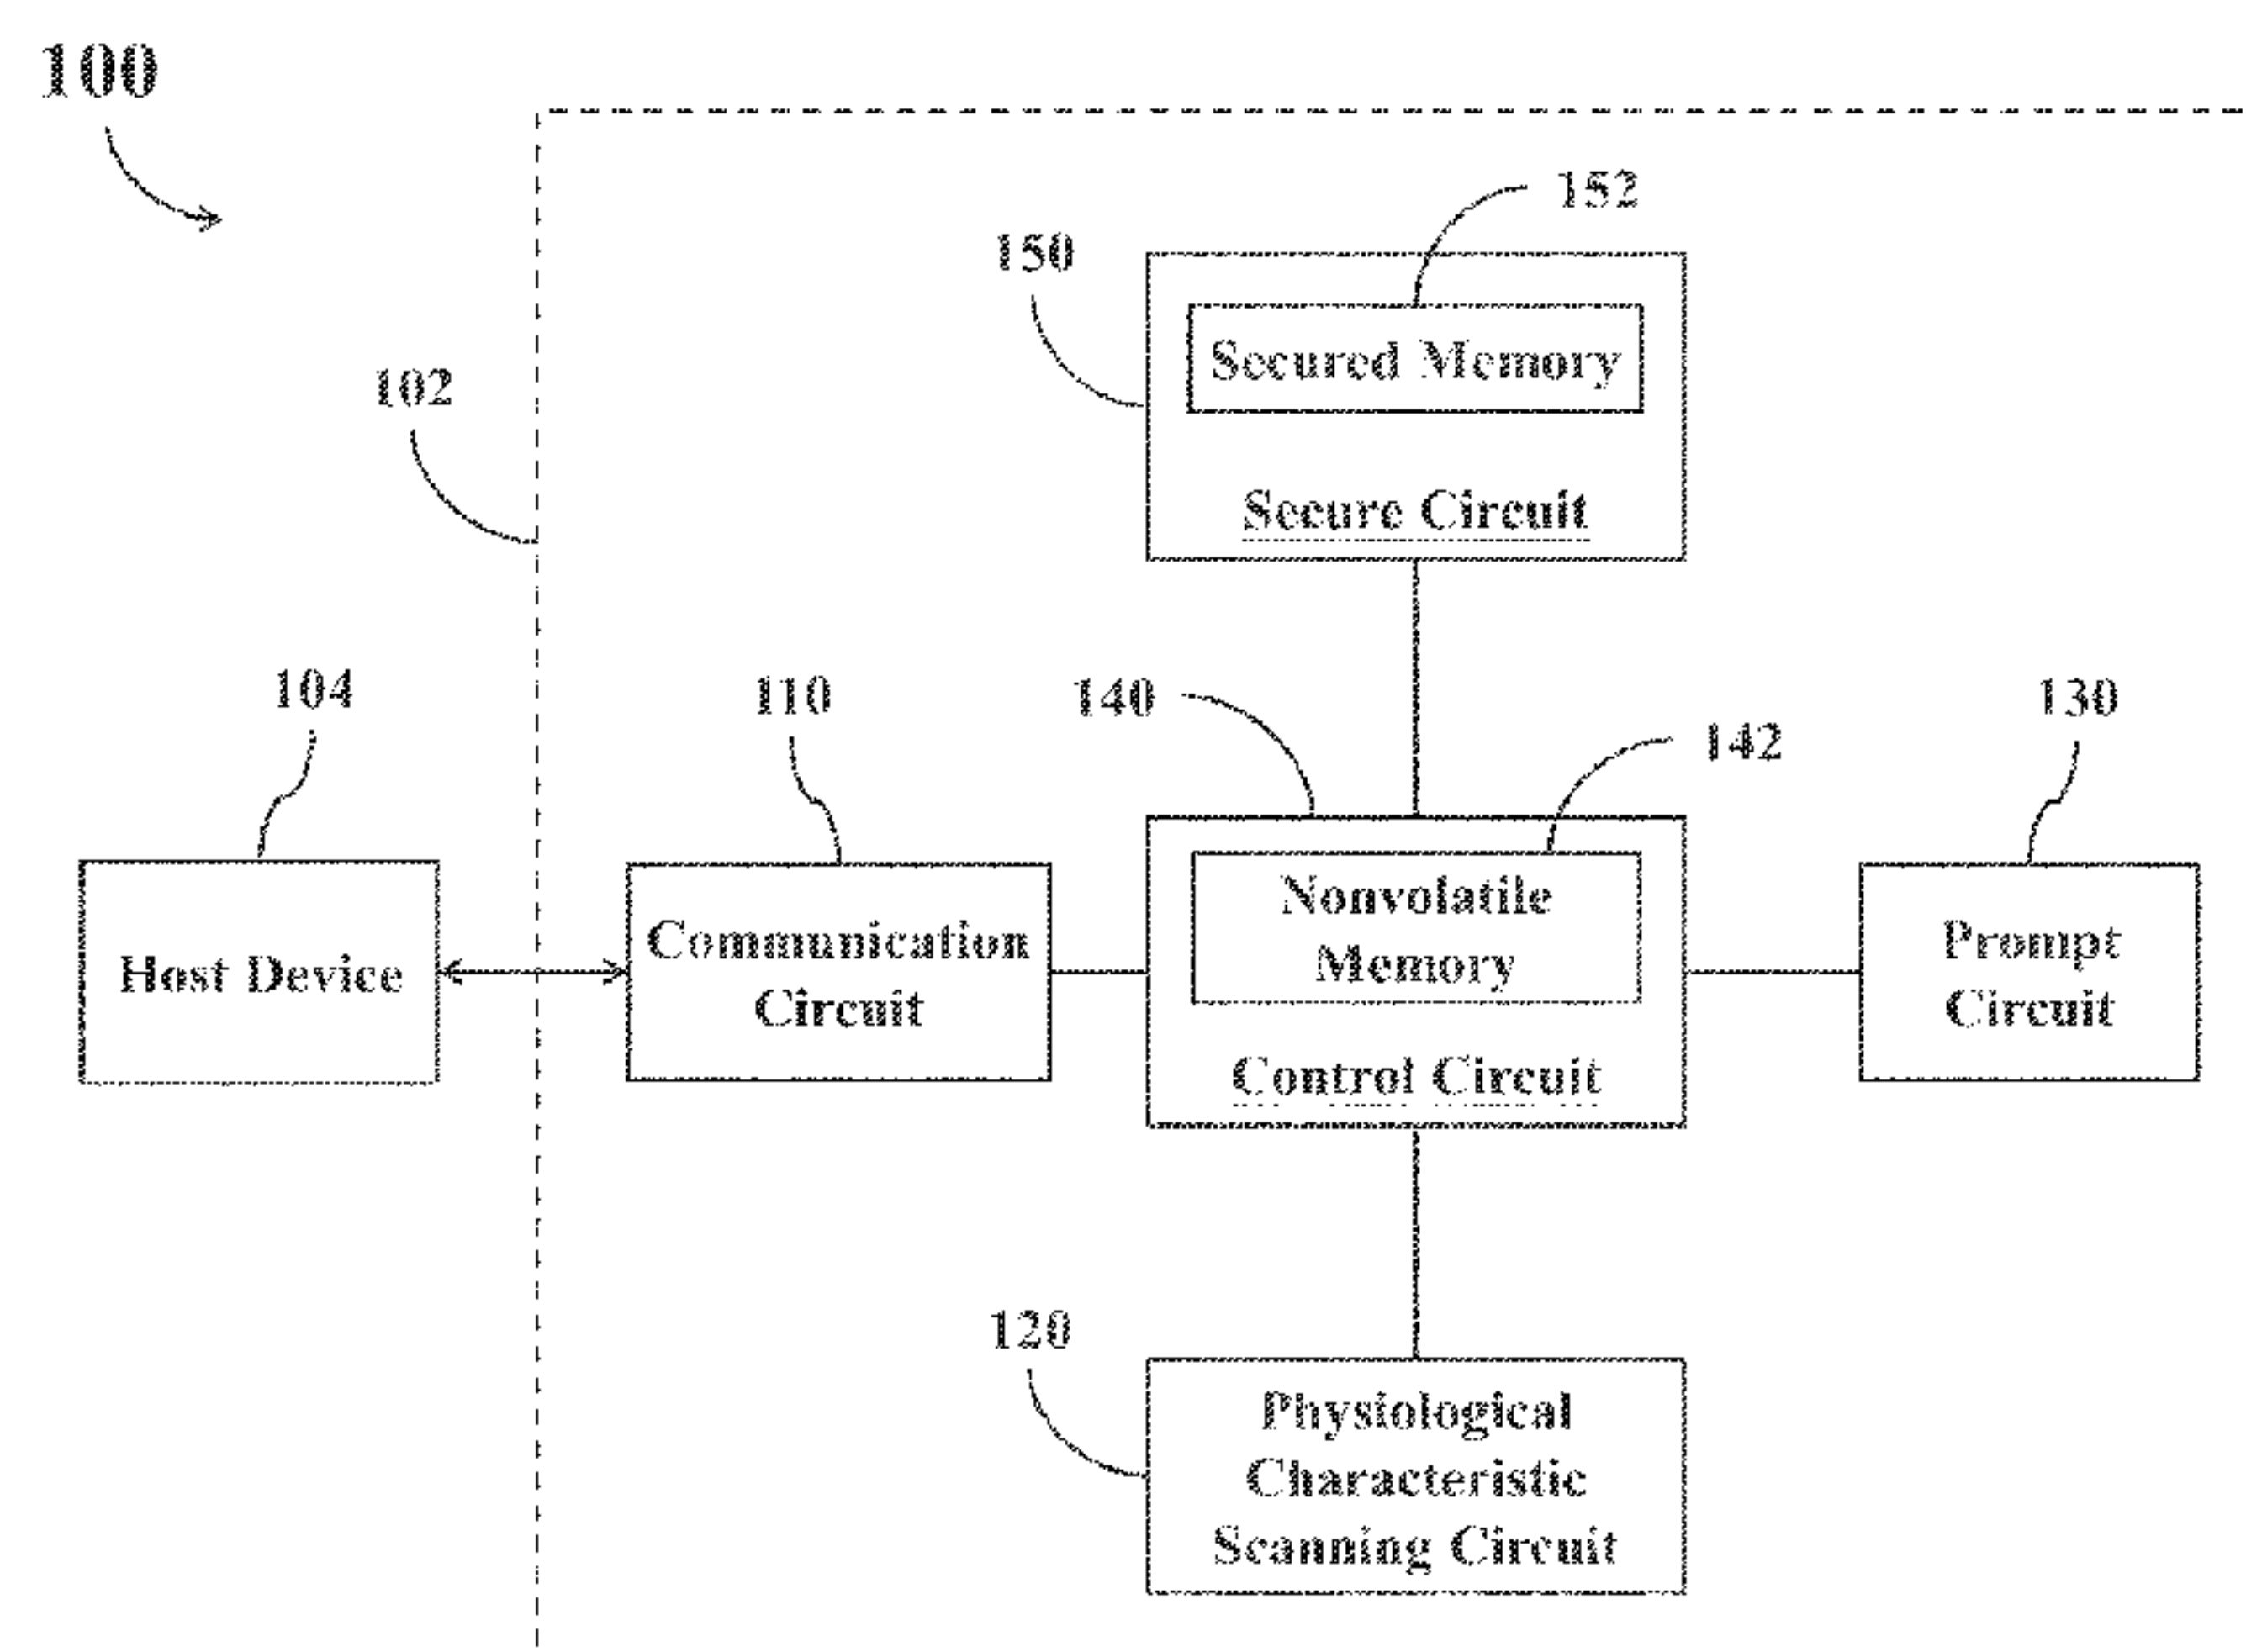 100
152
150
Secured Memory
102
Secure Circuit
104
110
140
130
142
Host Device
Communication
Circuit
Nonvolatile
Memory
Control Circuit
Prompt
Circuit
120
Physiological
Characteristic
Scanning Circuit